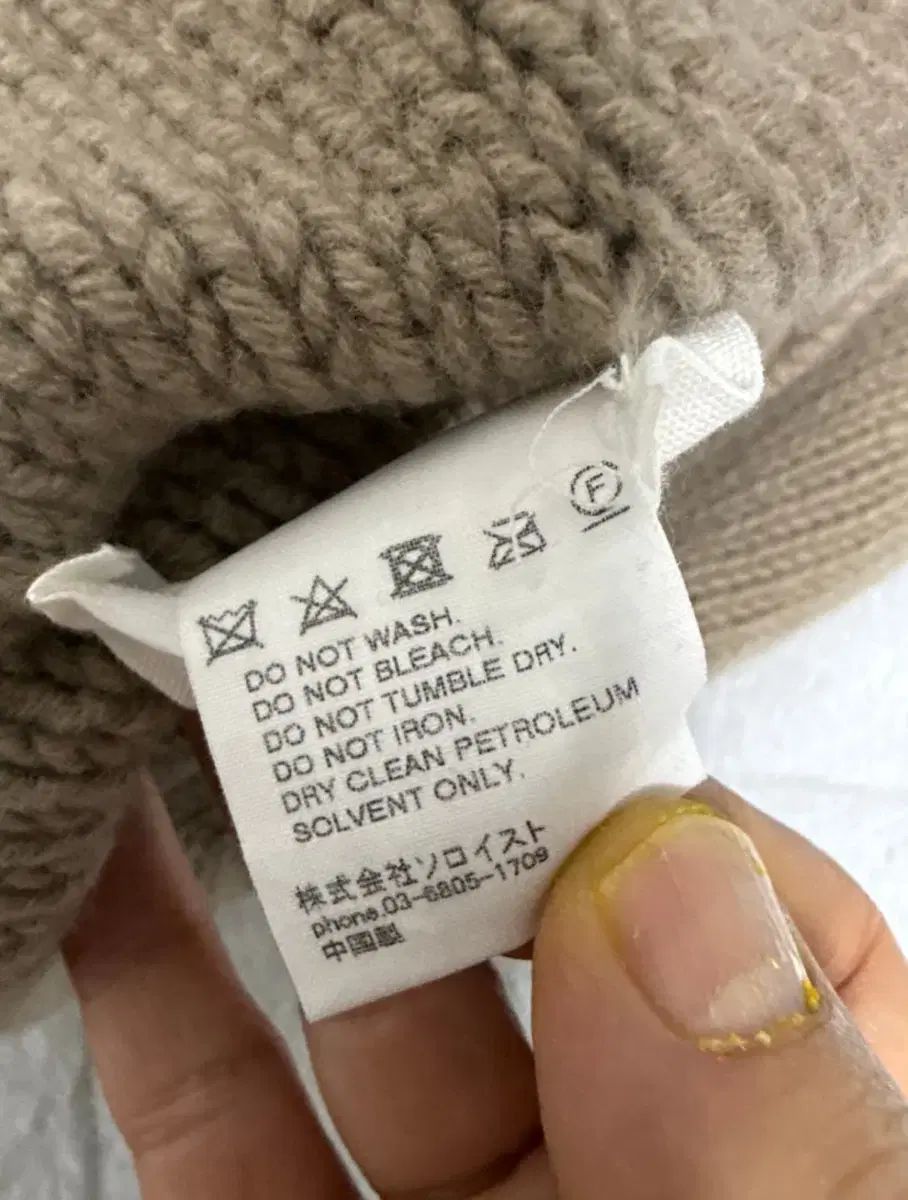 F
DO NOT WASH.
DO NOT BLEACH.
DO NOT TUMBLE DRY.
DO NOT IRON.
DRY CLEAN PETROLEUM
SOLVENT ONLY.
株式会社ソロイスト
phone.03-6805-1709
中国製